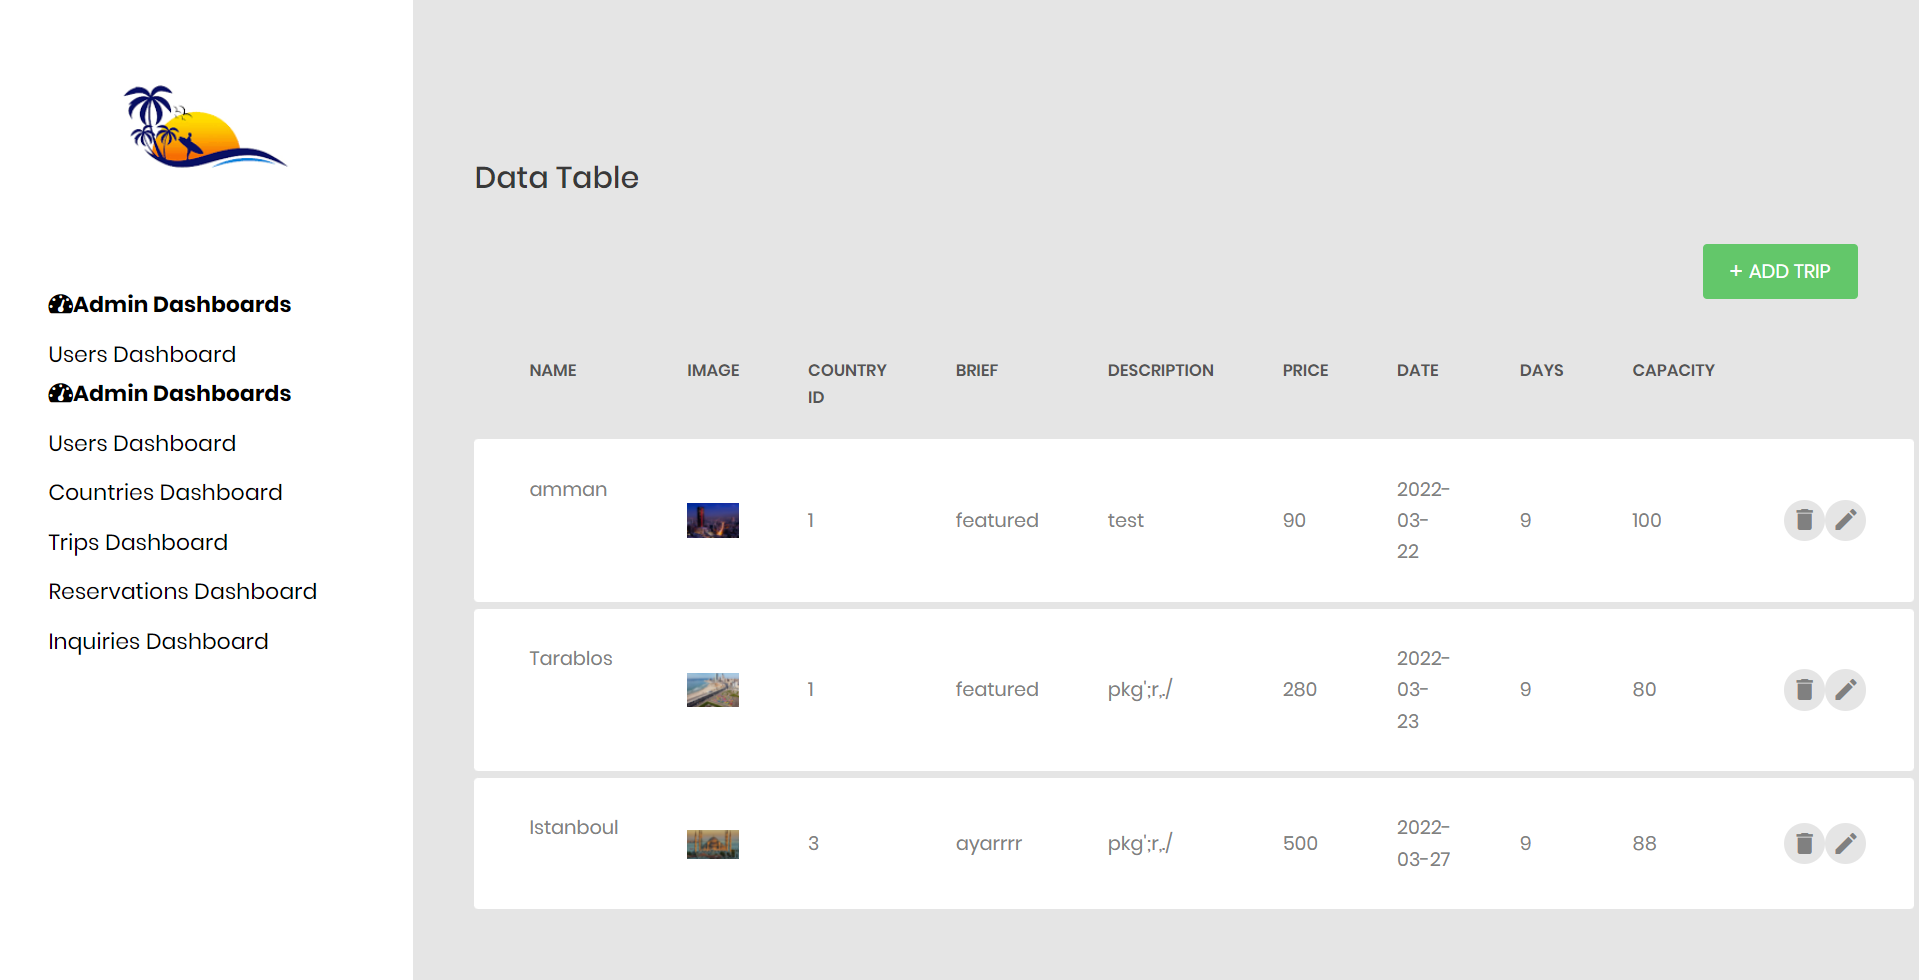 Admin Dashboards
Users Dashboard
Admin Dashboards
Users Dashboard
Countries Dashboard
Trips Dashboard
Reservations Dashboard
Inquiries Dashboard
Data Table
+ ADD TRIP
NAME IMAGE COUNTRY ID BRIEF DESCRIPTION PRICE DATE DAYS CAPACITY
amman 1 featured test 90 2022-03-22 9 100
Tarablos 1 featured pkg';r,./ 280 2022-03-23 9 80
Istanboul 3 ayarrrr pkg';r,./ 500 2022-03-27 9 88